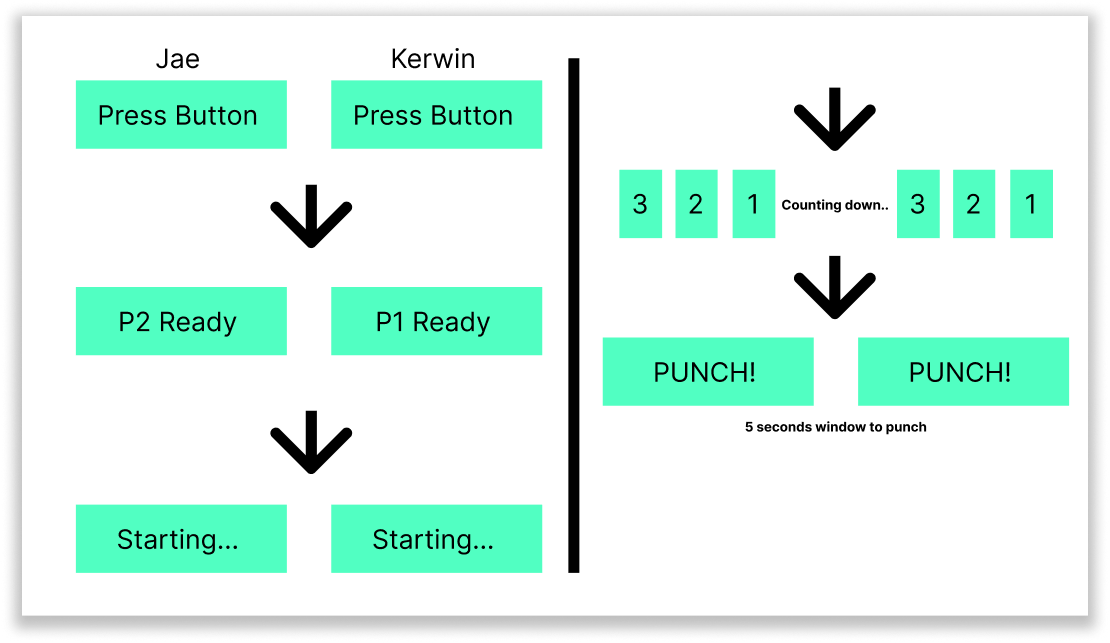 Jae
Kerwin
Press Button
Press Button
P2 Ready
P1 Ready
Starting...
Starting...
3 2 1 Counting down.. 3 2 1
PUNCH!
PUNCH!
5 seconds window to punch